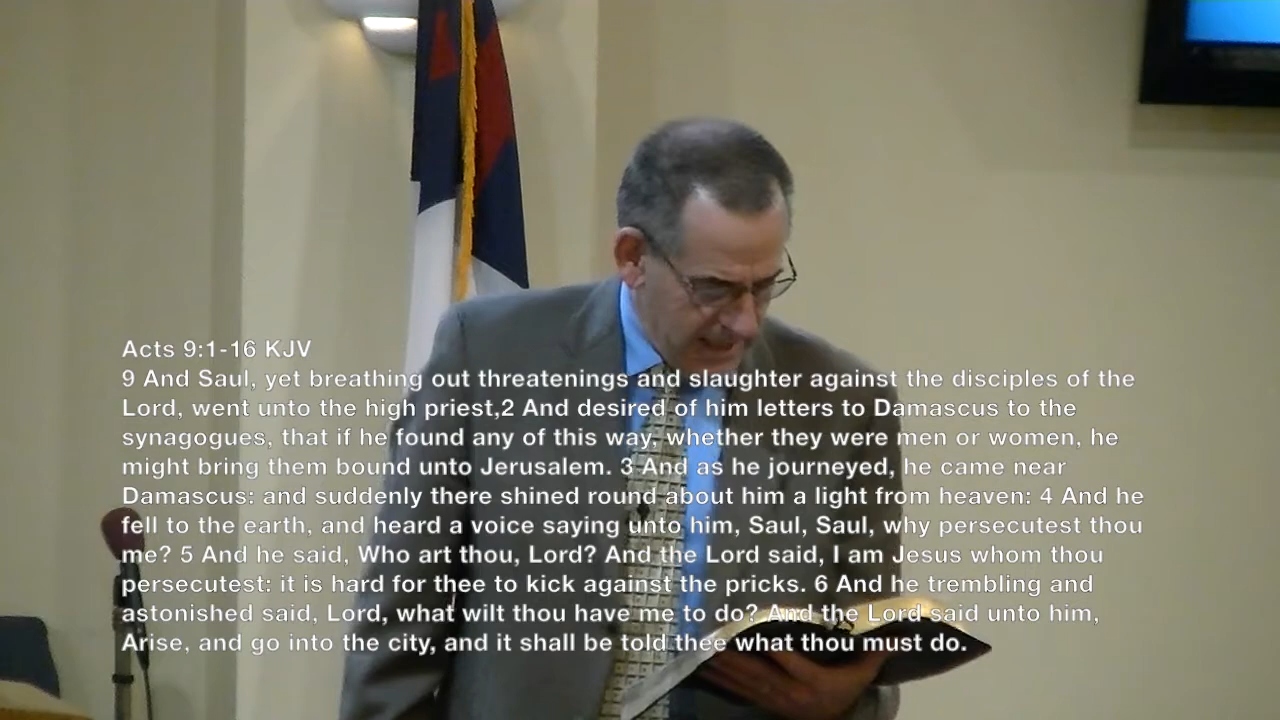 Acts 9:1-16 KJV
9 And Saul, yet breathing out threatenings and slaughter against the disciples of the
Lord, went unto the high priest,2 And desired of him letters to Damascus to the
synagogues, that if he found any of this way, whether they were men or women, he
might bring them bound unto Jerusalem. 3 And as he journeyed, he came near
Damascus: and suddenly there shined round about him a light from heaven: 4 And he
fell to the earth, and heard a voice saying unto him, Saul, Saul, why persecutest thou
me? 5 And he said, Who art thou, Lord? And the Lord said, I am Jesus whom thou
persecutest: it is hard for thee to kick against the pricks. 6 And he trembling and
astonished said, Lord, what wilt thou have me to do? And the Lord said unto him,
Arise, and go into the city, and it shall be told thee what thou must do.